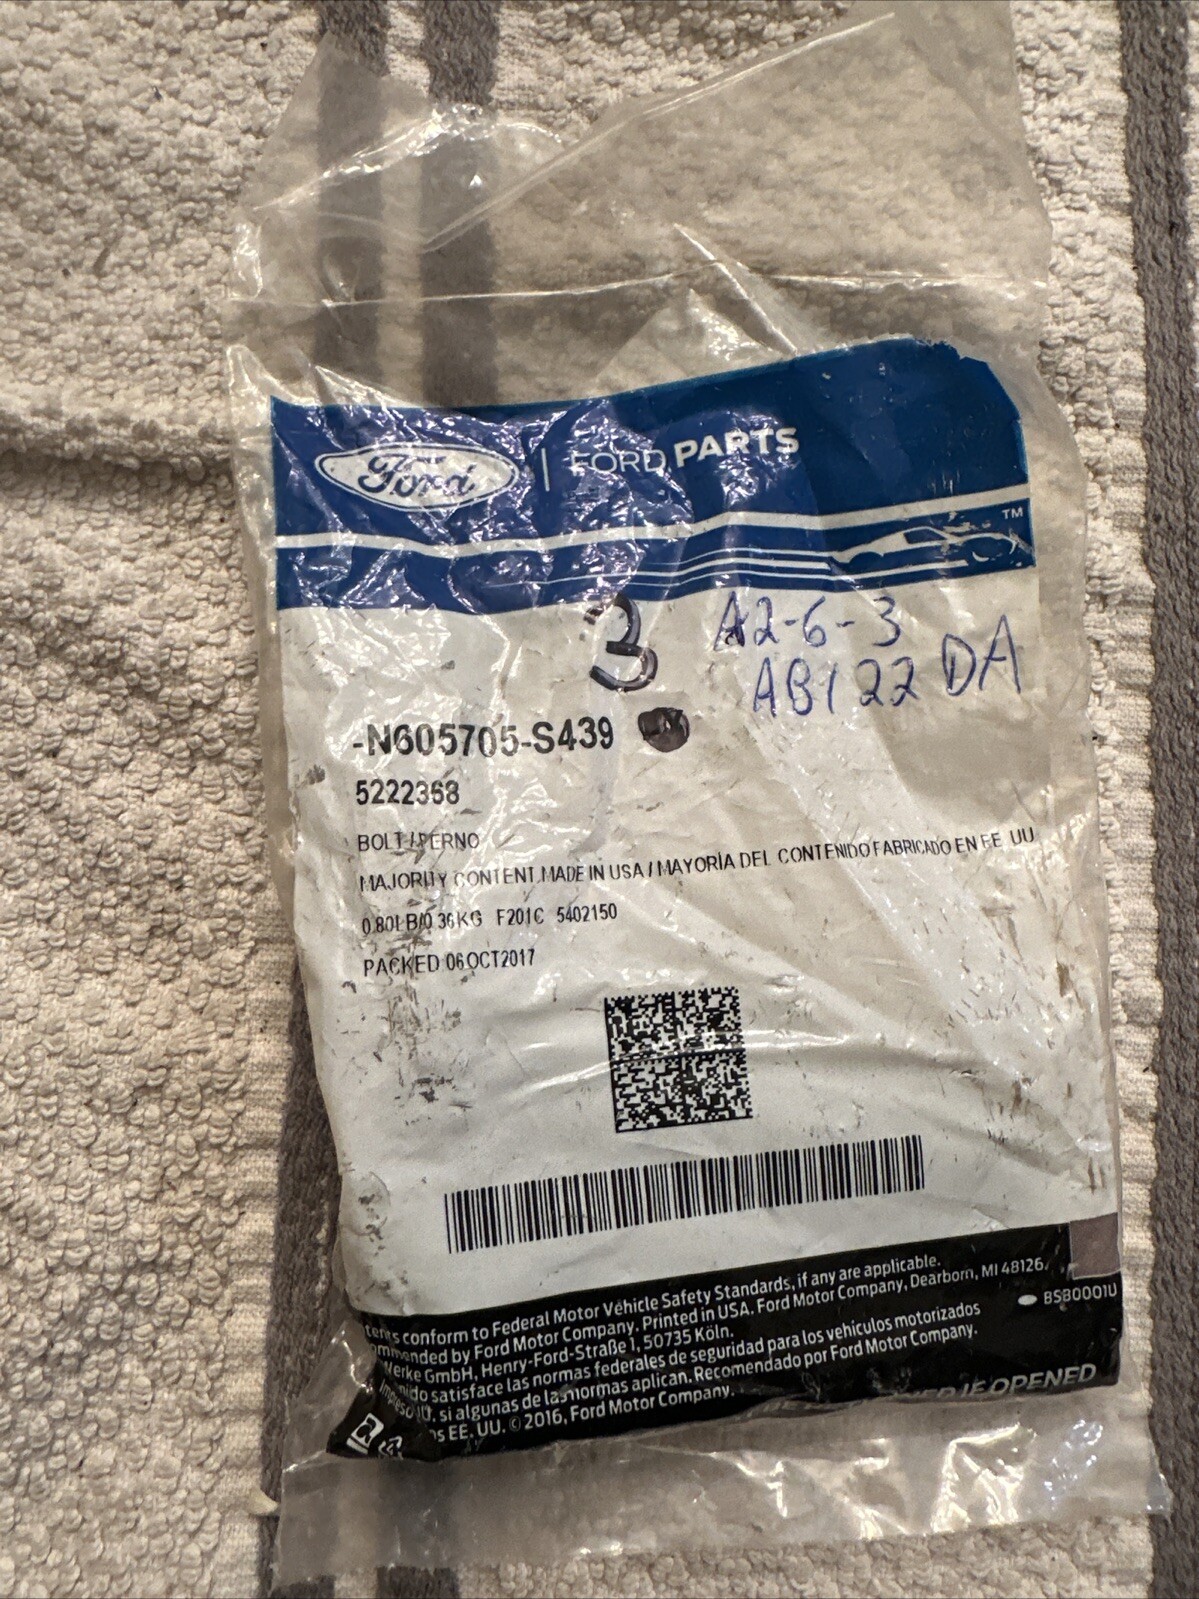 Ford | FORD PARTS
TM
3 A2-6-3
AB122 DA
-N605705-S439
5222368
BOLT / PERNO
MAJORITY CONTENT MADE IN USA / MAYORÍA DEL CONTENIDO FABRICADO EN EE UU
0.80LB/0.36KG F201C 5402150
PACKED 06OCT2017
conform to Federal Motor Vehicle Safety Standards, if any are applicable.
by Ford Motor Company. Printed in USA. Ford Motor Company, Dearborn, MI 48126.
GmbH, Henry-Ford-Straße 1, 50735 Köln.
BSB0001U
satisface las normas federales de seguridad para los vehículos motorizados
si algunas de las normas aplican. Recomendado por Ford Motor Company.
EE. UU. © 2016, Ford Motor Company.
IF OPENED